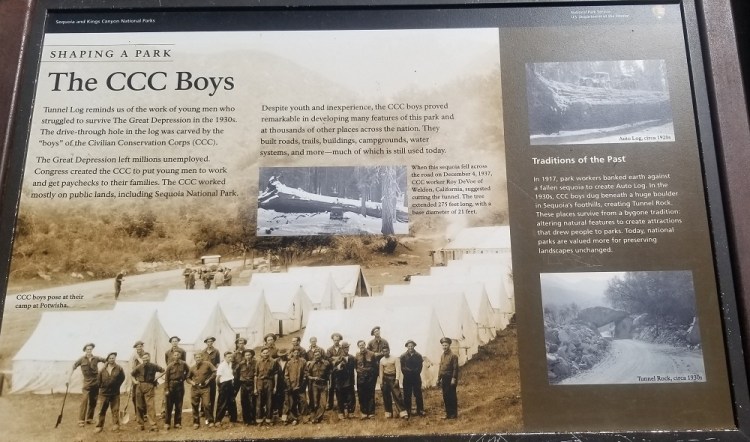 Sequoia and Kings Canyon National Parks
National Park Service
U.S. Department of the Interior
SHAPING A PARK
The CCC Boys
Tunnel Log reminds us of the work of young men who
struggled to survive The Great Depression in the 1930s.
The drive-through hole in the log was carved by the
"boys" of the Civilian Conservation Corps (CCC).
The Great Depression left millions unemployed.
Congress created the CCC to put young men to work
and get paychecks to their families. The CCC worked
mostly on public lands, including Sequoia National Park.
Despite youth and inexperience, the CCC boys proved
remarkable in developing many features of this park and
at thousands of other places across the nation. They
built roads, trails, buildings, campgrounds, water
systems, and more—much of which is still used today.
When this sequoia fell across
the road on December 4, 1937,
CCC worker Roy DeVoe of
Weldon, California, suggested
cutting the tunnel. The tree
extended 275 feet long, with a
base diameter of 21 feet.
CCC boys pose at their
camp at Potwisha.
Auto Log, circa 1920s
Traditions of the Past
In 1917, park workers banked earth against
a fallen sequoia to create Auto Log. In the
1930s, CCC boys dug beneath a huge boulder
in Sequoia's foothills, creating Tunnel Rock.
These places survive from a bygone tradition:
altering natural features to create attractions
that drew people to parks. Today, national
parks are valued more for preserving
landscapes unchanged.
Tunnel Rock, circa 1930s